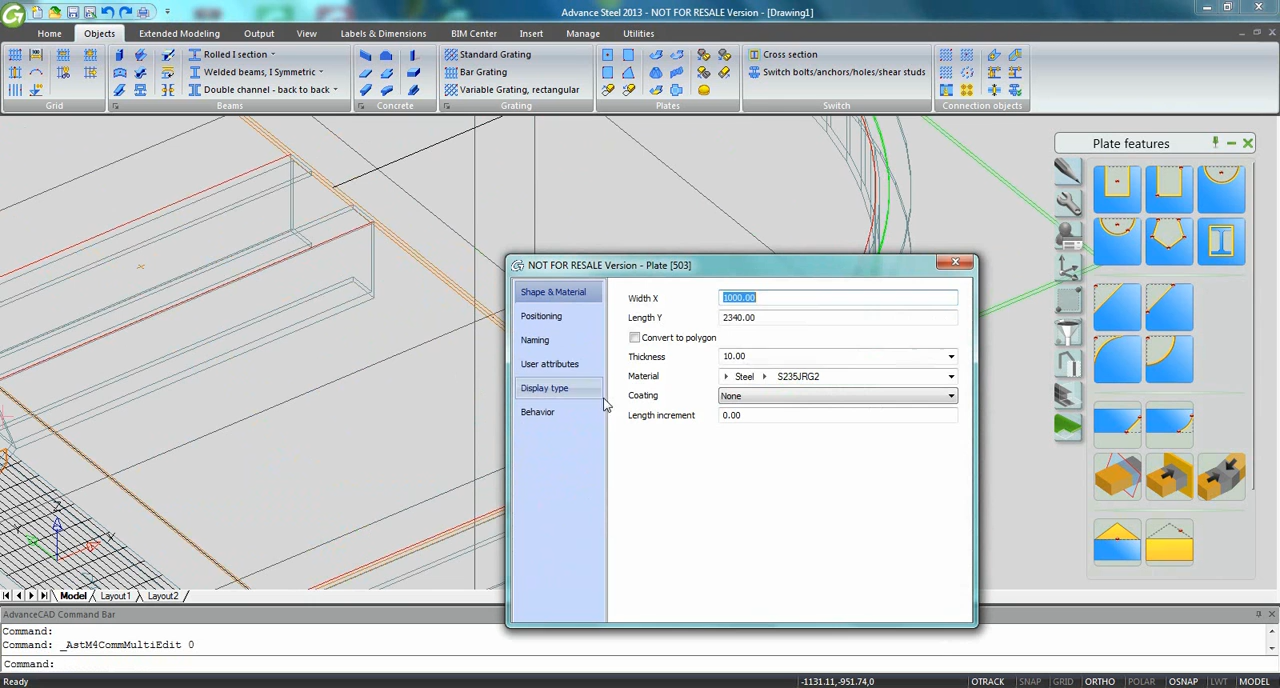 Advance Steel 2013 - NOT FOR RESALE Version - [Drawing1]
Home Objects Extended Modeling Output View Labels & Dimensions BIM Center Insert Manage Utilities
Rolled I section Standard Grating Cross section
Welded beams, I Symmetric Bar Grating Switch bolts/anchors/holes/shear studs
Double channel - back to back Variable Grating, rectangular
Grid Beams Concrete Grating Plates Switch Connection objects
Plate features
NOT FOR RESALE Version - Plate [503]
Shape & Material
Positioning
Naming
User attributes
Display type
Behavior
Width X 1000.00
Length Y 2340.00
Convert to polygon
Thickness 10.00
Material Steel S235JRG2
Coating None
Length increment 0.00
Z
Y
X
Model Layout1 Layout2
AdvanceCAD Command Bar
Command:
Command: _AstM4CommMultiEdit 0
Command:
Ready -1131.11,-951.74,0 OTRACK SNAP GRID ORTHO POLAR OSNAP LWT MODEL